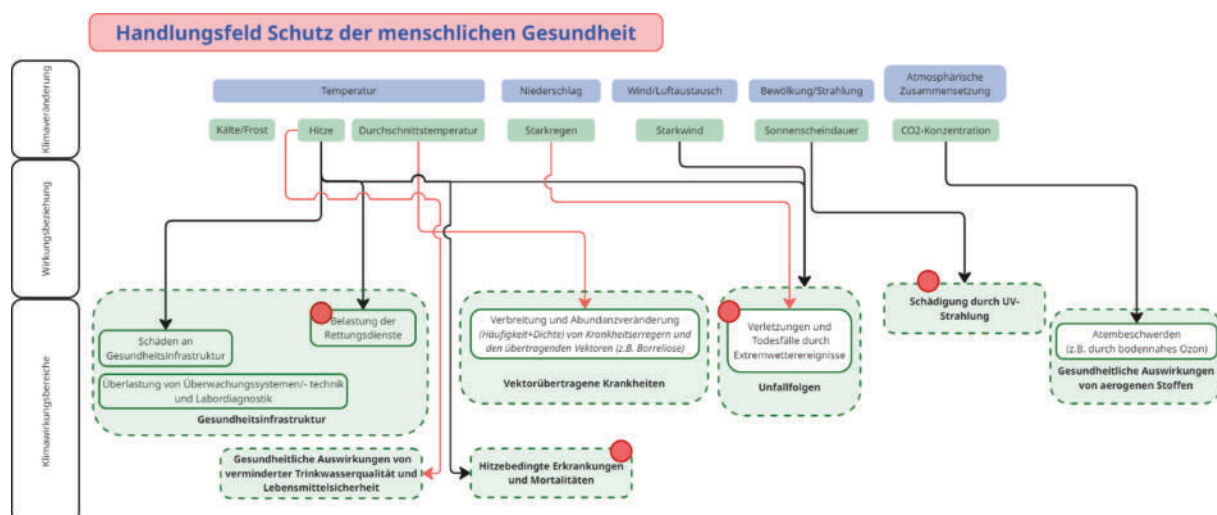 Handlungsfeld Schutz der menschlichen Gesundheit
Klimaveränderung
Temperatur
Niederschlag
Wind/Luftaustausch
Bewölkung/Strahlung
Atmosphärische
Zusammensetzung
Kälte/Frost
Hitze
Durchschnittstemperatur
Starkregen
Starkwind
Sonnenscheindauer
CO2-Konzentration
Wirkungsbeziehung
Klimawirkungsbereiche
Schäden an
Gesundheitsinfrastruktur
Belastung der
Rettungsdienste
Überlastung von Überwachungssystemen/- technik
und Labordiagnostik
Gesundheitsinfrastruktur
Verbreitung und Abundanzveränderung
(Häufigkeit+Dichte) von Krankheitserregern und
den übertragenden Vektoren (z.B. Borreliose)
Vektorübertragene Krankheiten
Verletzungen und
Todesfälle durch
Extremwetterereignisse
Unfallfolgen
Schädigung durch UV-
Strahlung
Atembeschwerden
(z.B. durch bodennahes Ozon)
Gesundheitliche Auswirkungen
von aerogenen Stoffen
Gesundheitliche Auswirkungen von
verminderter Trinkwasserqualität und
Lebensmittelsicherheit
Hitzebedingte Erkrankungen
und Mortalitäten